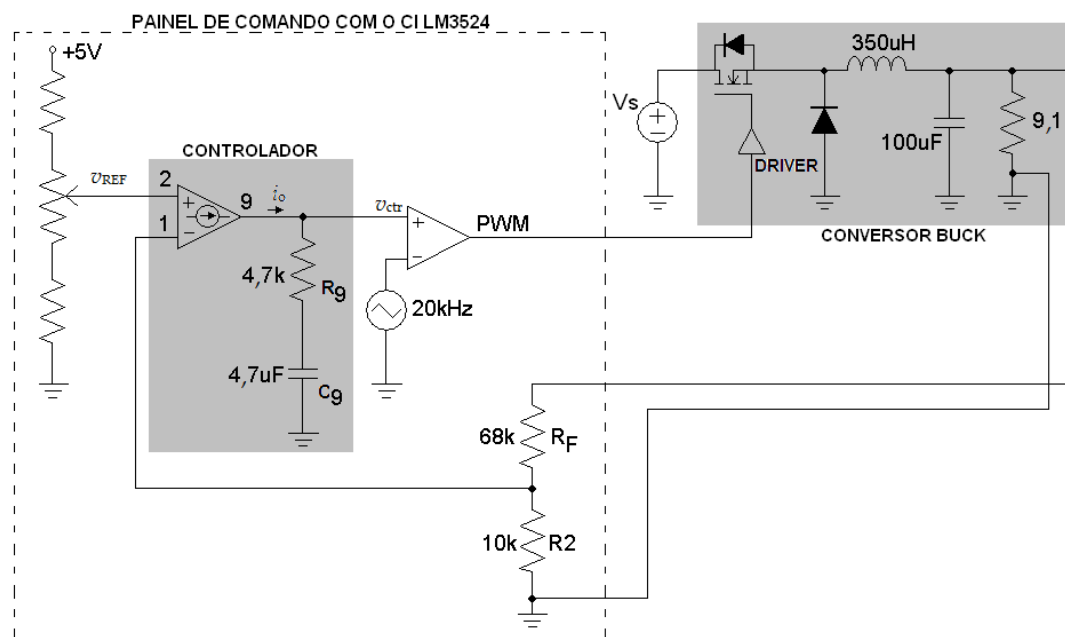 PAINEL DE COMANDO COM O CI LM3524
+5V
vREF
CONTROLADOR
2
+
1
−
9
io
4,7k
R9
4,7uF
C9
vctr
+
−
PWM
20kHz
68k
RF
10k
R2
Vs
+
−
DRIVER
350uH
100uF
9,1
CONVERSOR BUCK